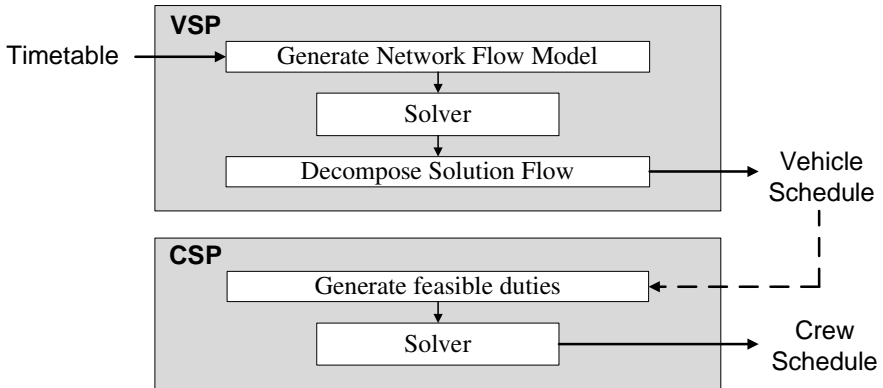 VSP
Timetable
Generate Network Flow Model
Solver
Decompose Solution Flow
Vehicle
Schedule
CSP
Generate feasible duties
Solver
Crew
Schedule